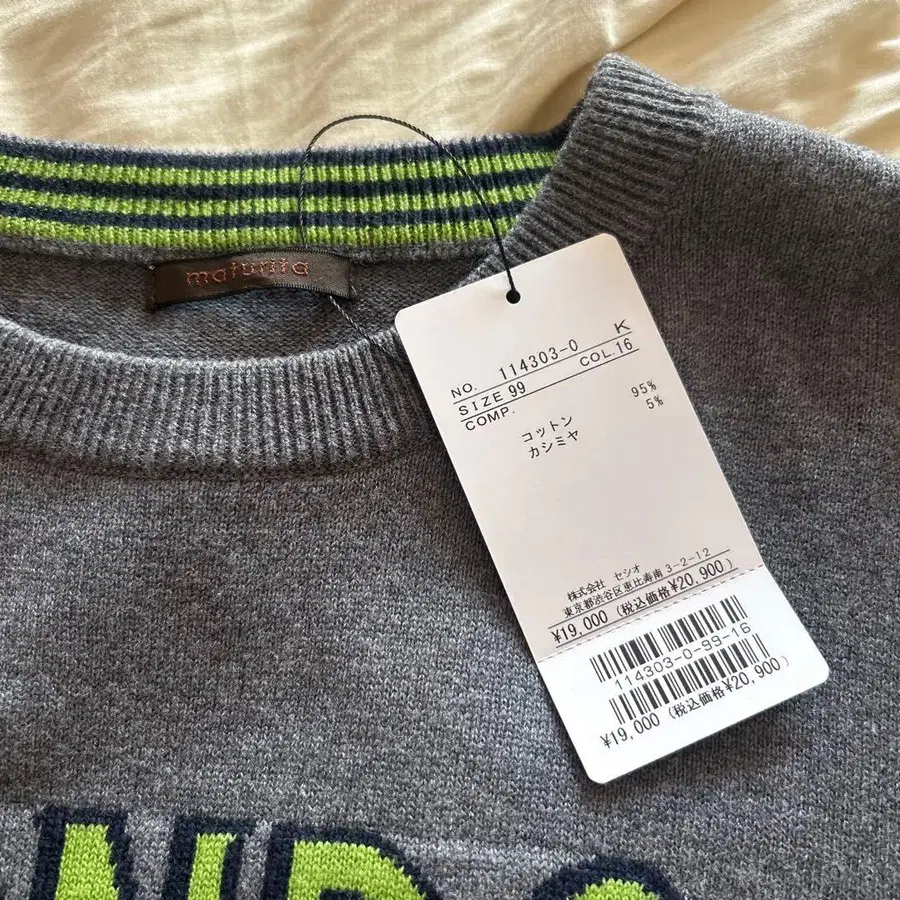 maturita
NO. 114303-0 K
SIZE 99 COL.16
COMP.
コットン 95%
カシミヤ 5%
株式会社 セシオ
東京都渋谷区恵比寿南3-2-12
¥19,000 (税込価格¥20,900)
114303-0-99-16
¥19,000 (税込価格¥20,900)